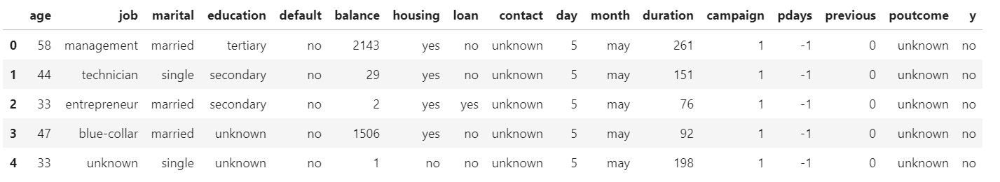 age job marital education default balance housing loan contact day month duration campaign pdays previous poutcome y
0 58 management married tertiary no 2143 yes no unknown 5 may 261 1 -1 0 unknown no
1 44 technician single secondary no 29 yes no unknown 5 may 151 1 -1 0 unknown no
2 33 entrepreneur married secondary no 2 yes yes unknown 5 may 76 1 -1 0 unknown no
3 47 blue-collar married unknown no 1506 yes no unknown 5 may 92 1 -1 0 unknown no
4 33 unknown single unknown no 1 no no unknown 5 may 198 1 -1 0 unknown no